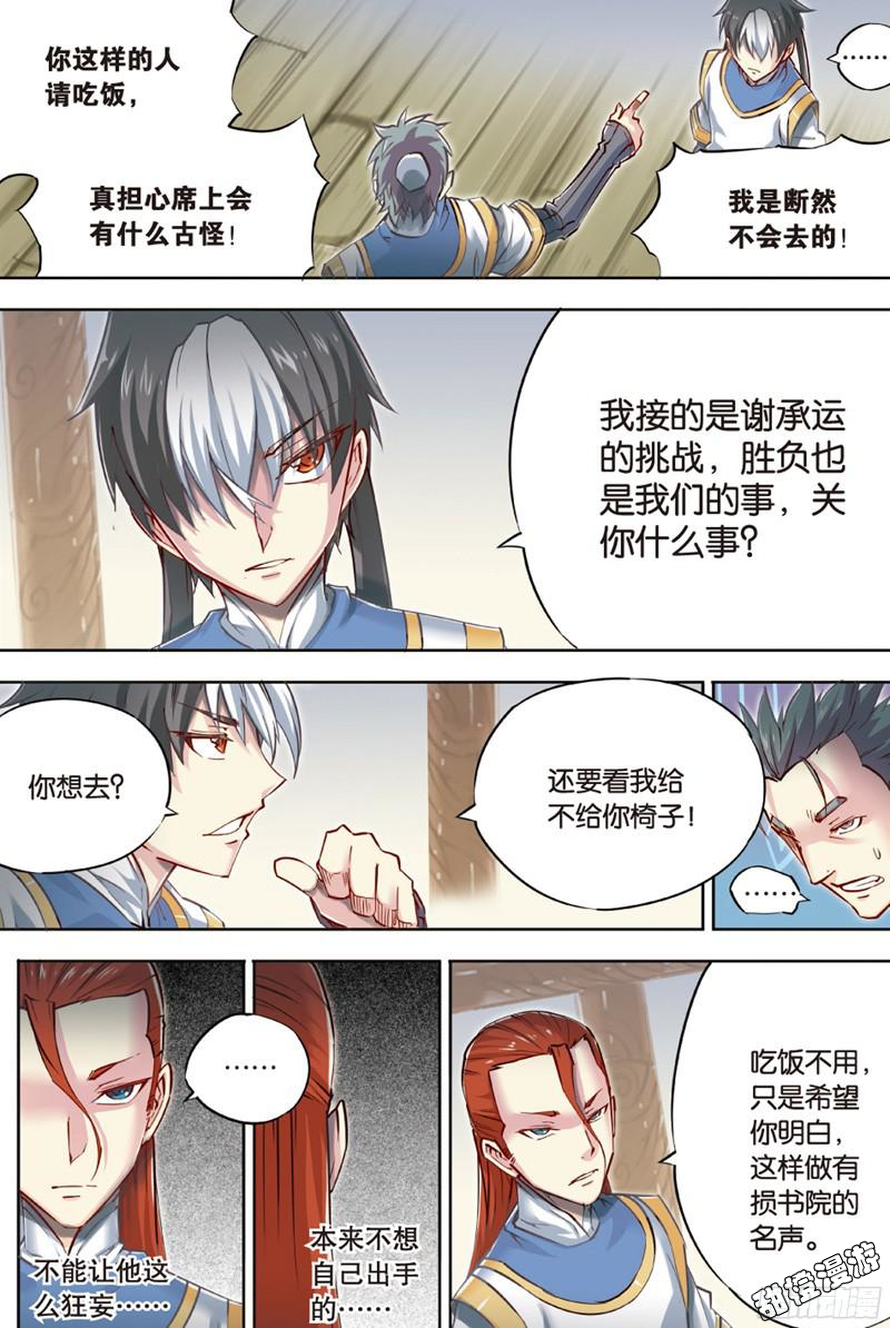 你这样的人
请吃饭，
真担心席上会
有什么古怪！
我是断然
不会去的！
……
我接的是谢承运
的挑战，胜负也
是我们的事，关
你什么事？
你想去？
还要看我给
不给你椅子！
……
不能让他这
么狂妄……
……
本来不想
自己出手
的……
吃饭不用，
只是希望
你明白，
这样做有
损书院的
名声。
甜橙漫游